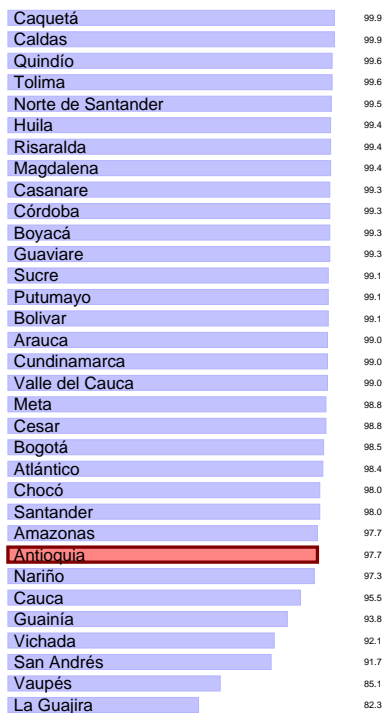 Caquetá 99.9
Caldas 99.9
Quindío 99.6
Tolima 99.6
Norte de Santander 99.5
Huila 99.4
Risaralda 99.4
Magdalena 99.4
Casanare 99.3
Córdoba 99.3
Boyacá 99.3
Guaviare 99.3
Sucre 99.1
Putumayo 99.1
Bolivar 99.1
Arauca 99.0
Cundinamarca 99.0
Valle del Cauca 99.0
Meta 98.8
Cesar 98.8
Bogotá 98.5
Atlántico 98.4
Chocó 98.0
Santander 98.0
Amazonas 97.7
Antioquia 97.7
Nariño 97.3
Cauca 95.5
Guainía 93.8
Vichada 92.1
San Andrés 91.7
Vaupés 85.1
La Guajira 82.3